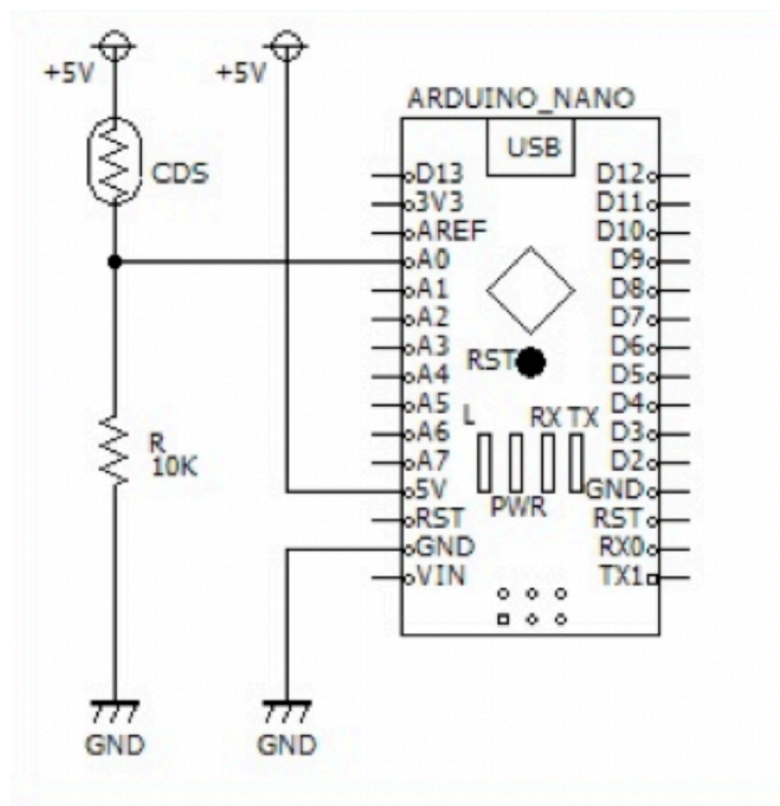 +5V
+5V
ARDUINO_NANO
USB
CDS
D13
3V3
AREF
A0
A1
A2
A3
A4
A5
A6
A7
5V
RST
GND
VIN
D12
D11
D10
D9
D8
D7
D6
D5
D4
D3
D2
GND
RST
RX0
TX1
RST
L
RX TX
PWR
R
10K
GND
GND